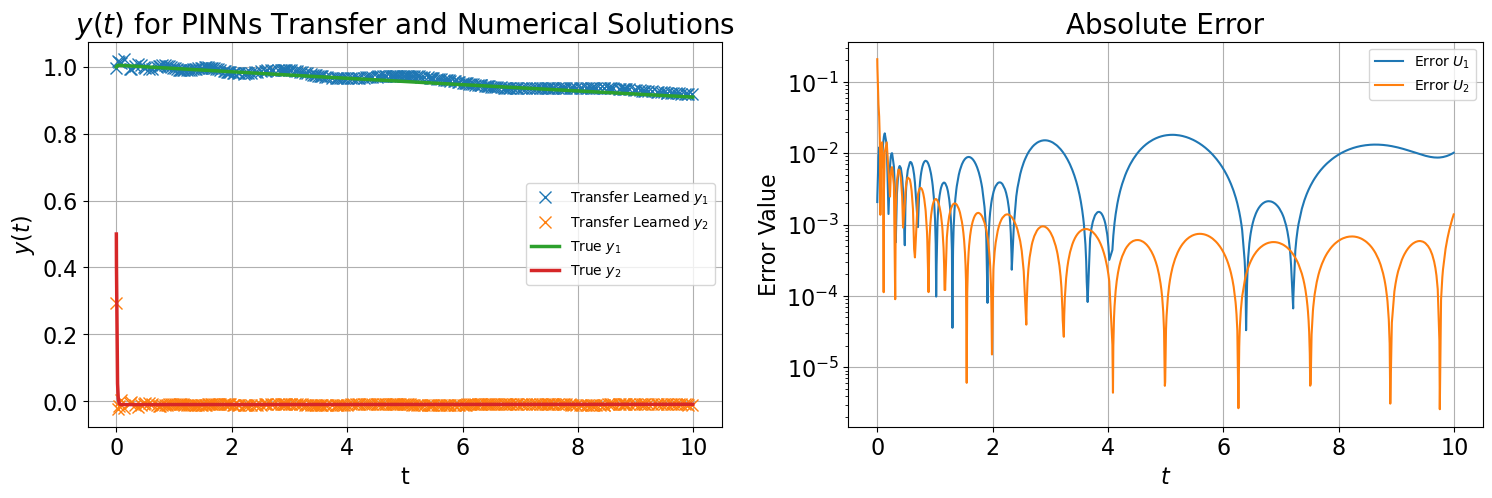 y(t) for PINNs Transfer and Numerical Solutions
1.0
0.8
0.6
0.4
0.2
0.0
y(t)
0 2 4 6 8 10
t
Transfer Learned y₁
Transfer Learned y₂
True y₁
True y₂
Absolute Error
10⁻¹
10⁻²
10⁻³
10⁻⁴
10⁻⁵
Error Value
0 2 4 6 8 10
t
Error U₁
Error U₂